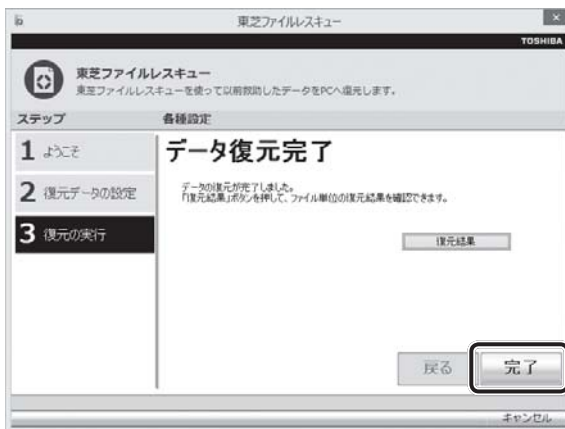 東芝ファイルレスキュー
TOSHIBA
東芝ファイルレスキュー
東芝ファイルレスキューを使って以前救助したデータをPCへ復元します。
ステップ
各種設定
1 ようこそ
2 復元データの設定
3 復元の実行
データ復元完了
データの復元が完了しました。
「復元結果」ボタンを押して、ファイル単位の復元結果を確認できます。
復元結果
戻る
完了
キャンセル